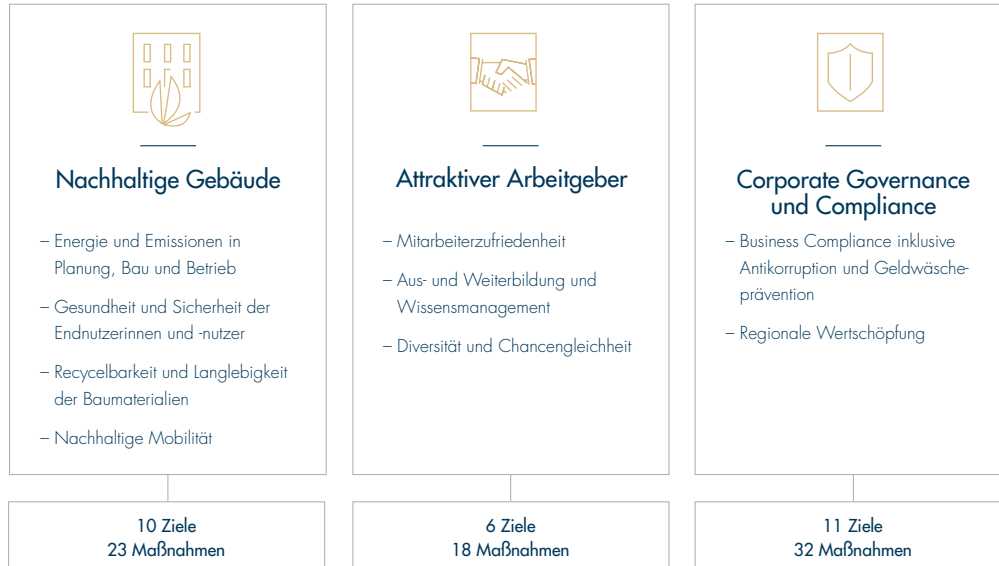 Nachhaltige Gebäude
– Energie und Emissionen in
Planung, Bau und Betrieb
– Gesundheit und Sicherheit der
Endnutzerinnen und -nutzer
– Recycelbarkeit und Langlebigkeit
der Baumaterialien
– Nachhaltige Mobilität
10 Ziele
23 Maßnahmen
Attraktiver Arbeitgeber
– Mitarbeiterzufriedenheit
– Aus- und Weiterbildung und
Wissensmanagement
– Diversität und Chancengleichheit
6 Ziele
18 Maßnahmen
Corporate Governance
und Compliance
– Business Compliance inklusive
Antikorruption und Geldwäsche-
prävention
– Regionale Wertschöpfung
11 Ziele
32 Maßnahmen